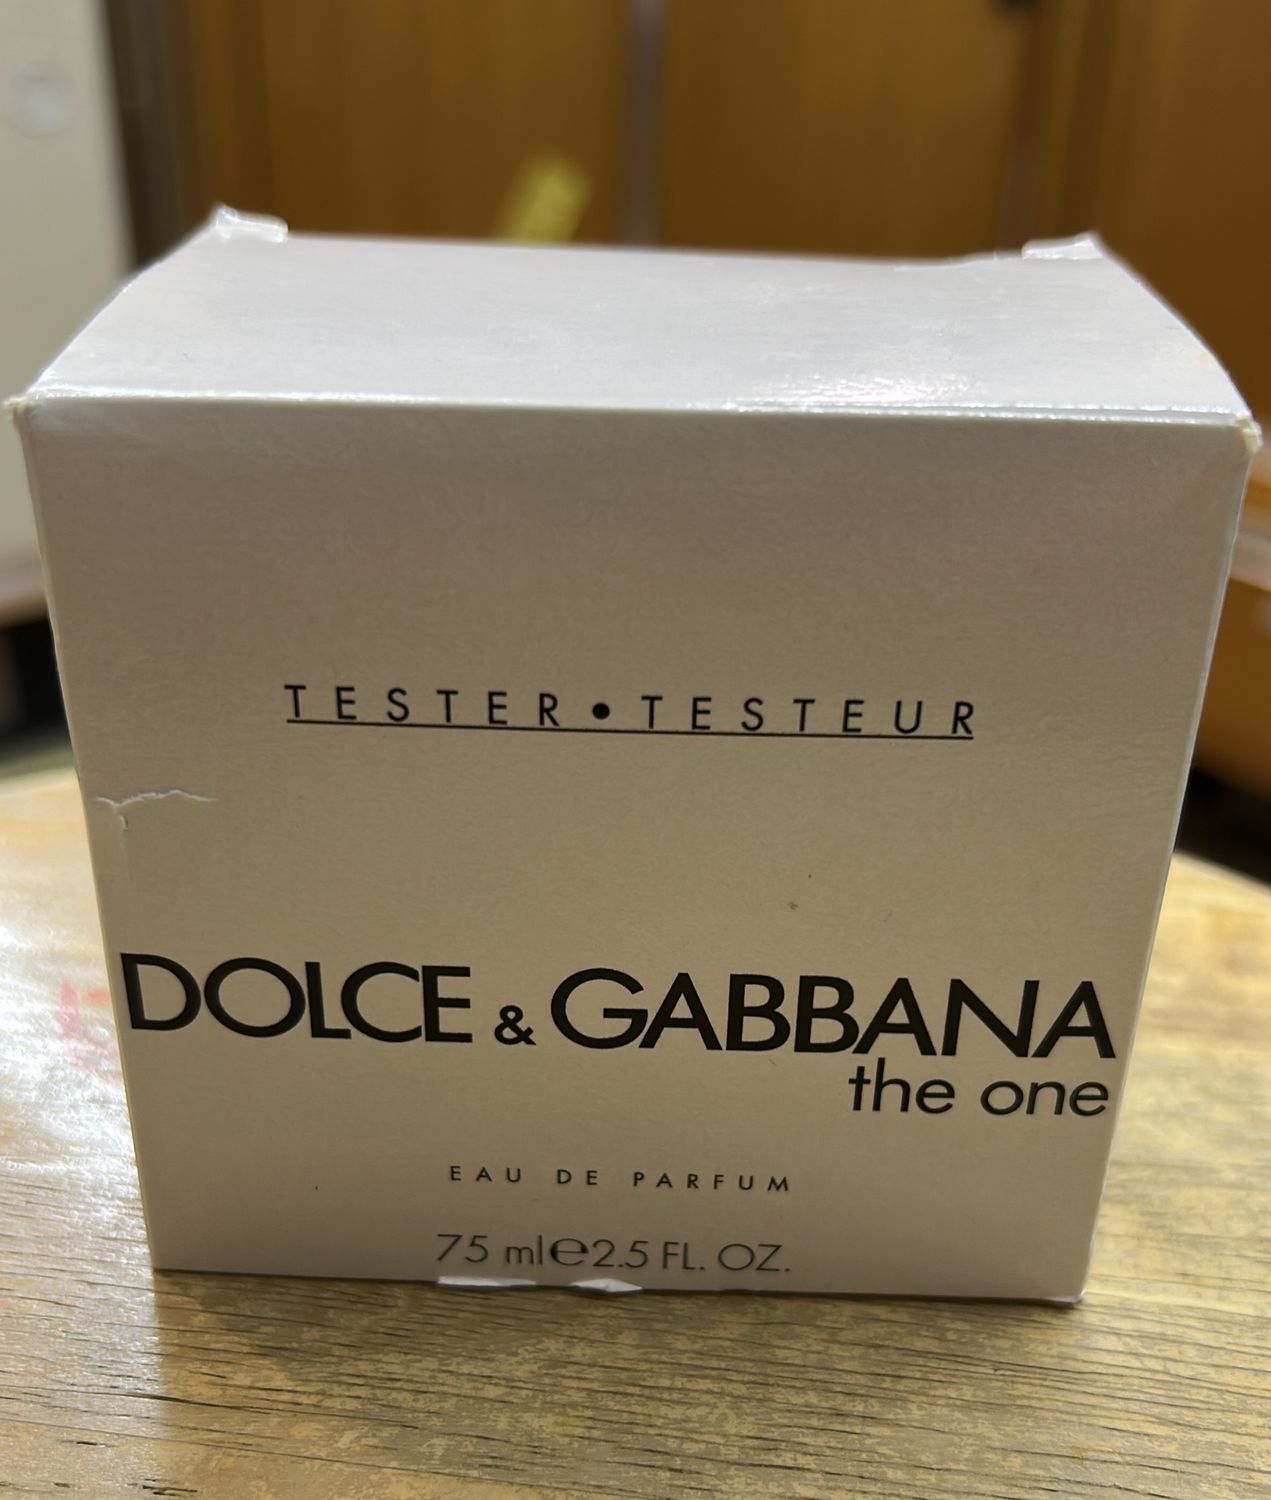 TESTER • TESTEUR
DOLCE & GABBANA
the one
EAU DE PARFUM
75 ml ℮ 2.5 FL. OZ.